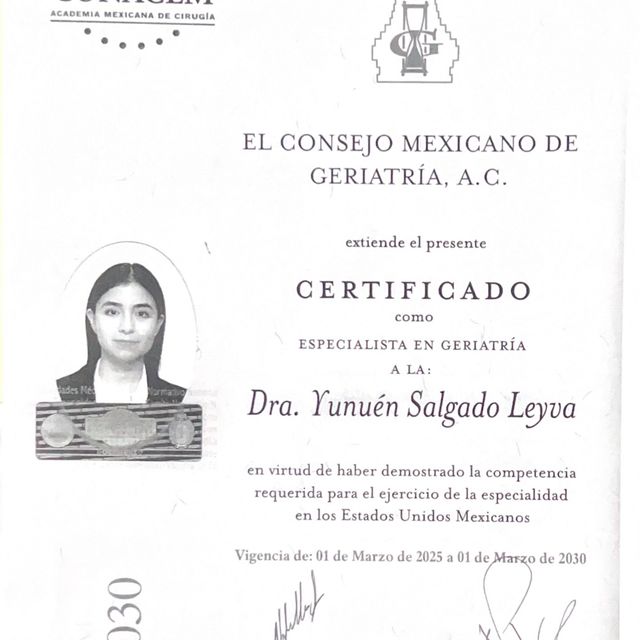 CONACEM
ACADEMIA MEXICANA DE CIRUGÍA
EL CONSEJO MEXICANO DE
GERIATRÍA, A.C.
extiende el presente
CERTIFICADO
como
ESPECIALISTA EN GERIATRÍA
A LA:
Dra. Yunuén Salgado Leyva
en virtud de haber demostrado la competencia
requerida para el ejercicio de la especialidad
en los Estados Unidos Mexicanos
Vigencia de: 01 de Marzo de 2025 a 01 de Marzo de 2030
030